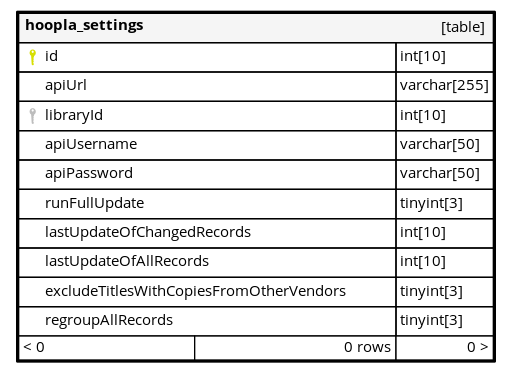 hoopla_settings [table]
id int[10]
apiUrl varchar[255]
libraryId int[10]
apiUsername varchar[50]
apiPassword varchar[50]
runFullUpdate tinyint[3]
lastUpdateOfChangedRecords int[10]
lastUpdateOfAllRecords int[10]
excludeTitlesWithCopiesFromOtherVendors tinyint[3]
regroupAllRecords tinyint[3]
< 0 0 rows 0 >